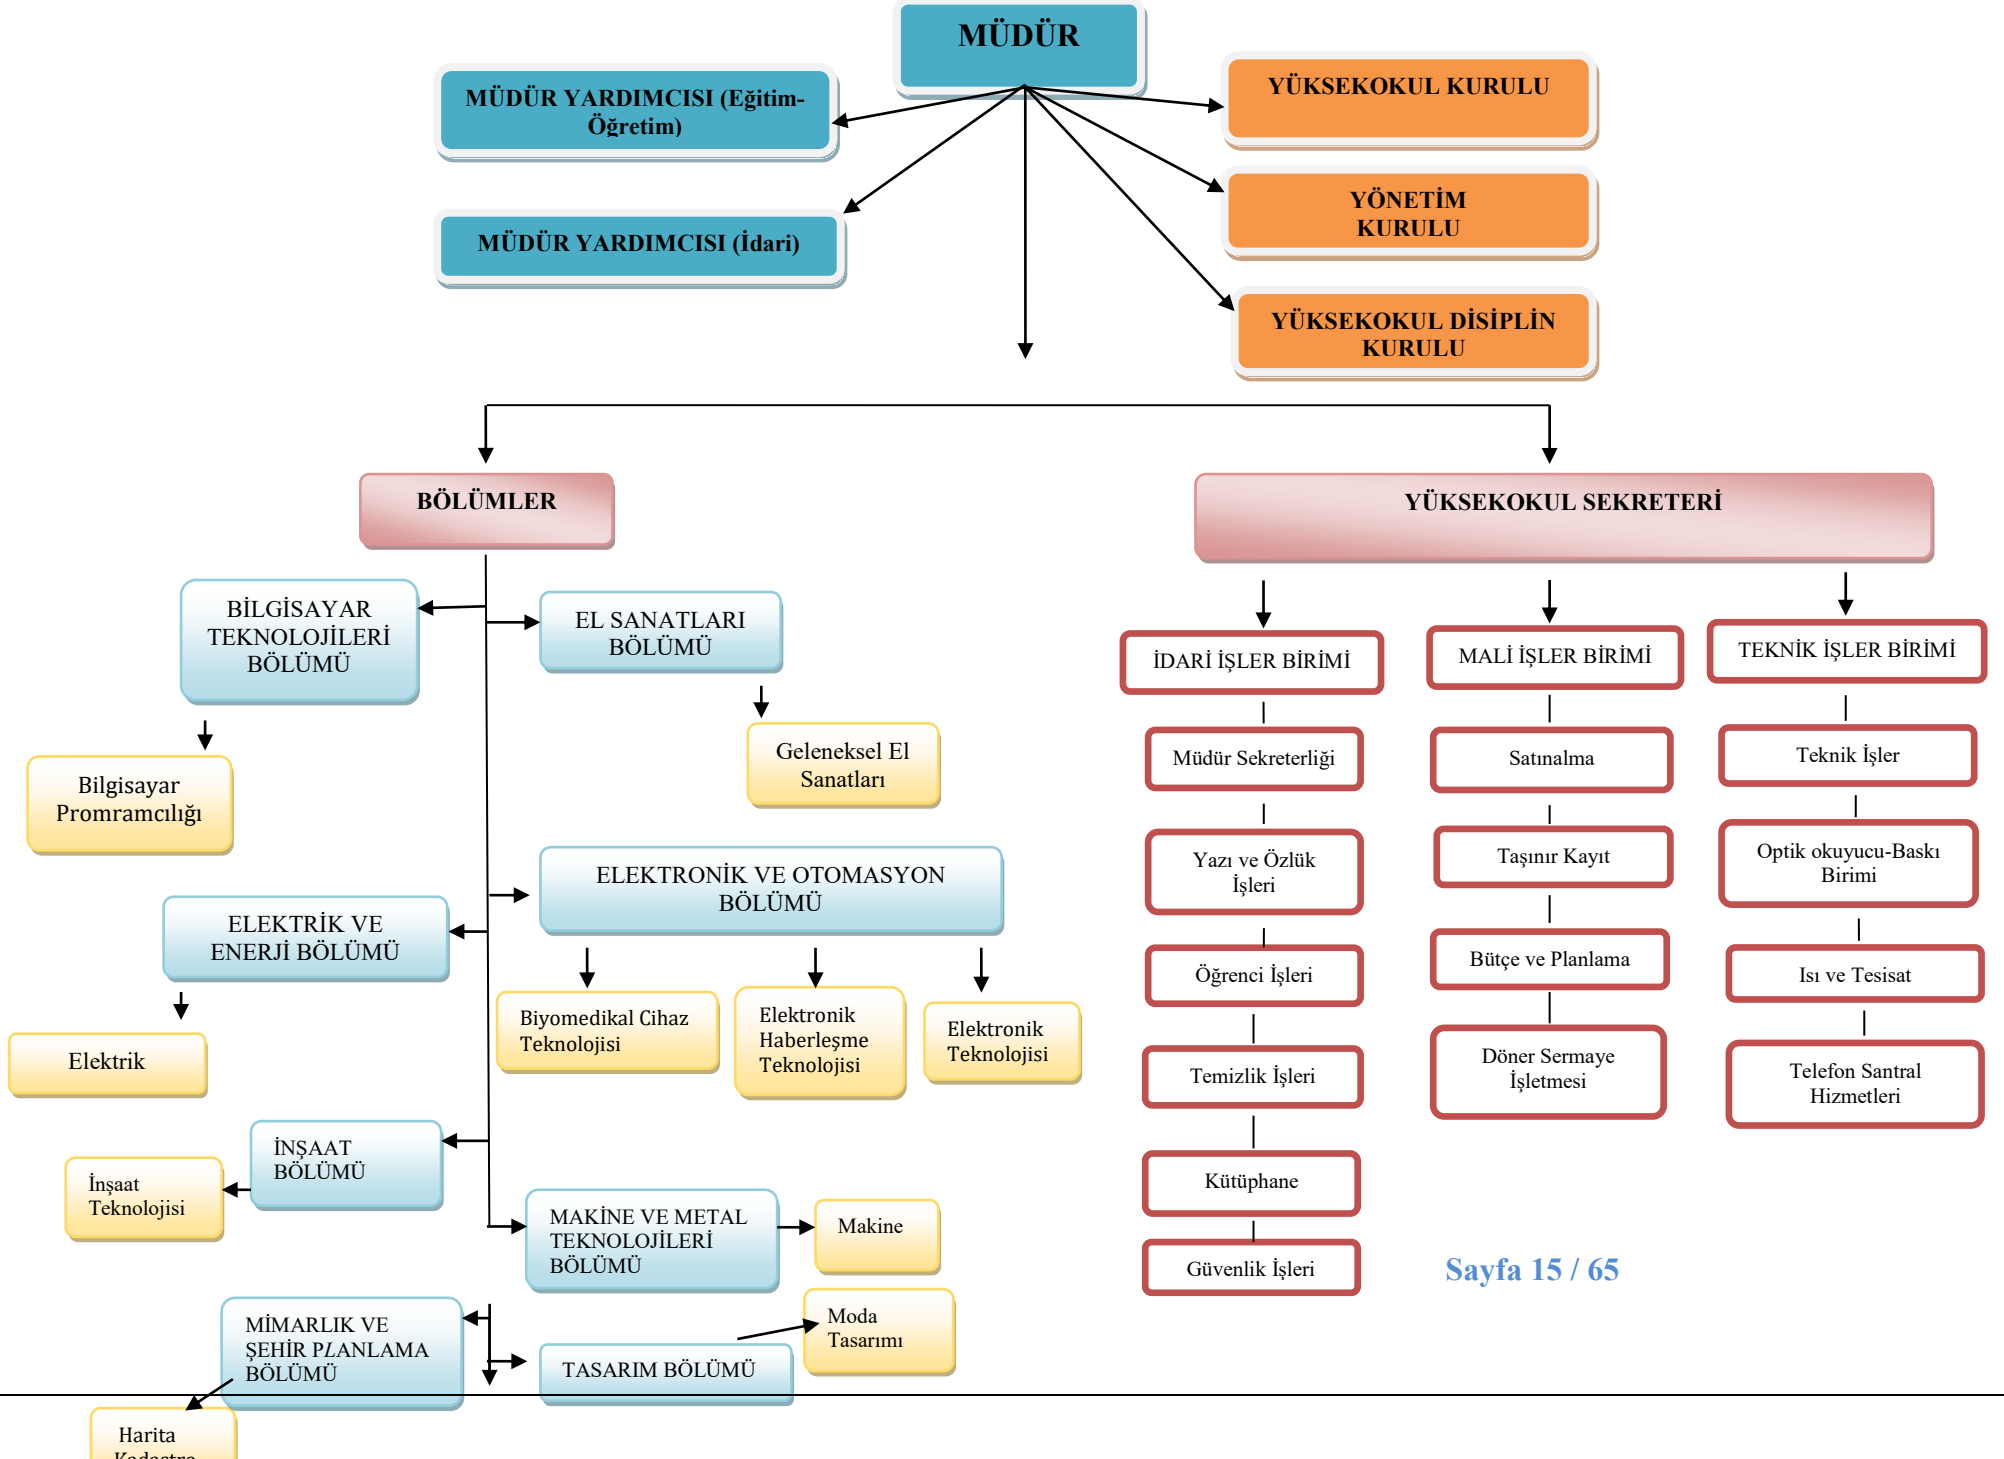 MÜDÜR
MÜDÜR YARDIMCISI (Eğitim-
Öğretim)
MÜDÜR YARDIMCISI (İdari)
YÜKSEKOKUL KURULU
YÖNETİM
KURULU
YÜKSEKOKUL DİSİPLİN
KURULU
BÖLÜMLER
YÜKSEKOKUL SEKRETERİ
BİLGİSAYAR
TEKNOLOJİLERİ
BÖLÜMÜ
EL SANATLARI
BÖLÜMÜ
Bilgisayar
Promramcılığı
Geleneksel El
Sanatları
ELEKTRONİK VE OTOMASYON
BÖLÜMÜ
ELEKTRİK VE
ENERJİ BÖLÜMÜ
Elektrik
Biyomedikal Cihaz
Teknolojisi
Elektronik
Haberleşme
Teknolojisi
Elektronik
Teknolojisi
İNŞAAT
BÖLÜMÜ
İnşaat
Teknolojisi
MAKİNE VE METAL
TEKNOLOJİLERİ
BÖLÜMÜ
Makine
MİMARLIK VE
ŞEHİR PLANLAMA
BÖLÜMÜ
TASARIM BÖLÜMÜ
Moda
Tasarımı
Harita
Kadastro
İDARİ İŞLER BİRİMİ
Müdür Sekreterliği
Yazı ve Özlük
İşleri
Öğrenci İşleri
Temizlik İşleri
Kütüphane
Güvenlik İşleri
MALİ İŞLER BİRİMİ
Satınalma
Taşınır Kayıt
Bütçe ve Planlama
Döner Sermaye
İşletmesi
TEKNİK İŞLER BİRİMİ
Teknik İşler
Optik okuyucu-Baskı
Birimi
Isı ve Tesisat
Telefon Santral
Hizmetleri
Sayfa 15 / 65